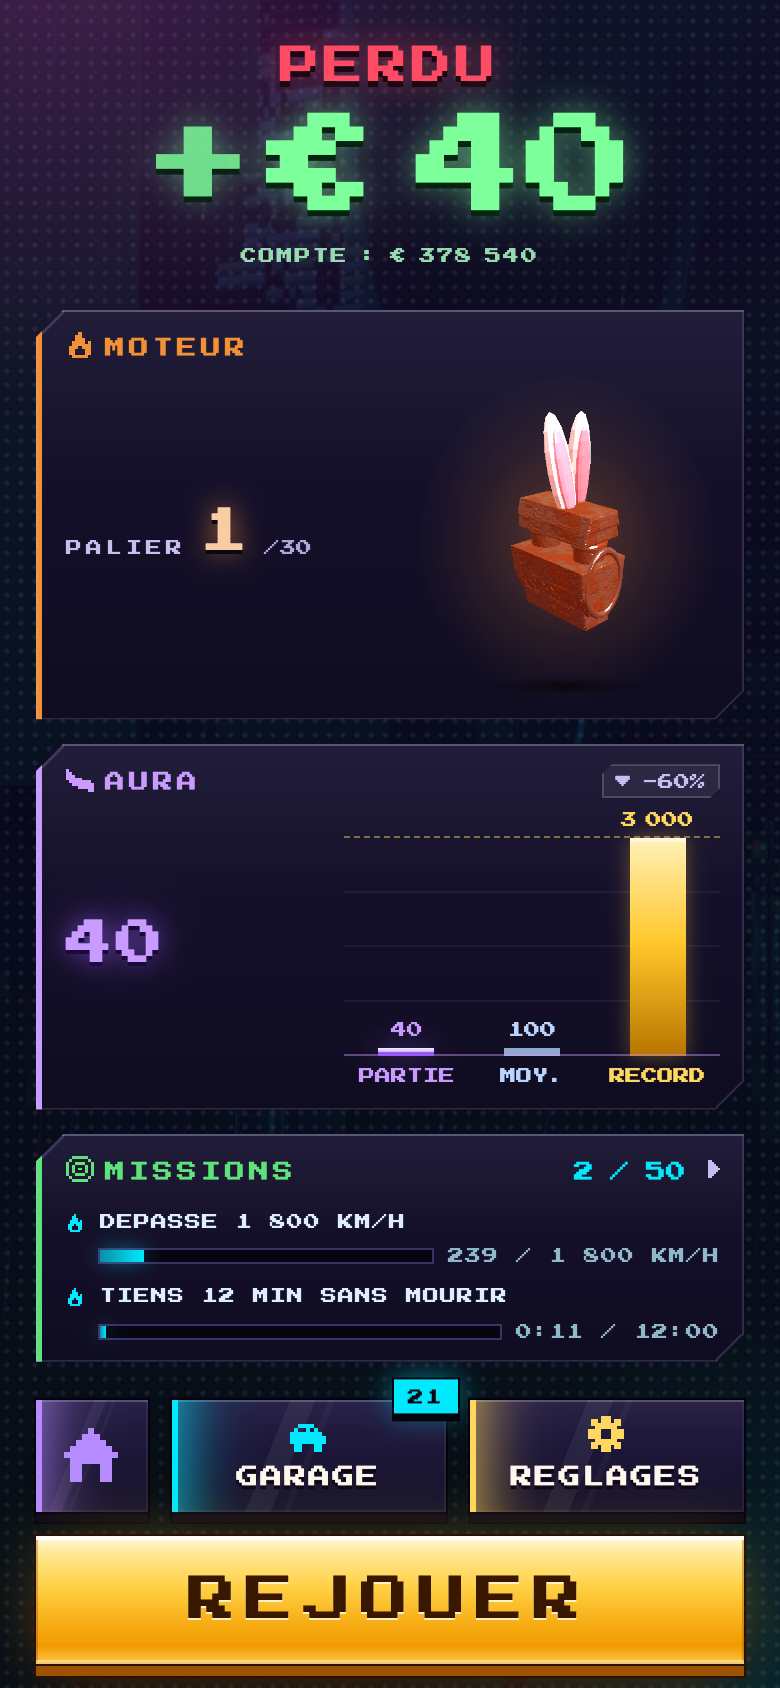 PERDU
+€ 40
COMPTE : € 378 540
MOTEUR
PALIER 1 /30
AURA
-60%
3 000
40
40
100
PARTIE MOY. RECORD
MISSIONS
2 / 50
DEPASSE 1 800 KM/H
239 / 1 800 KM/H
TIENS 12 MIN SANS MOURIR
0:11 / 12:00
21
GARAGE
REGLAGES
REJOUER